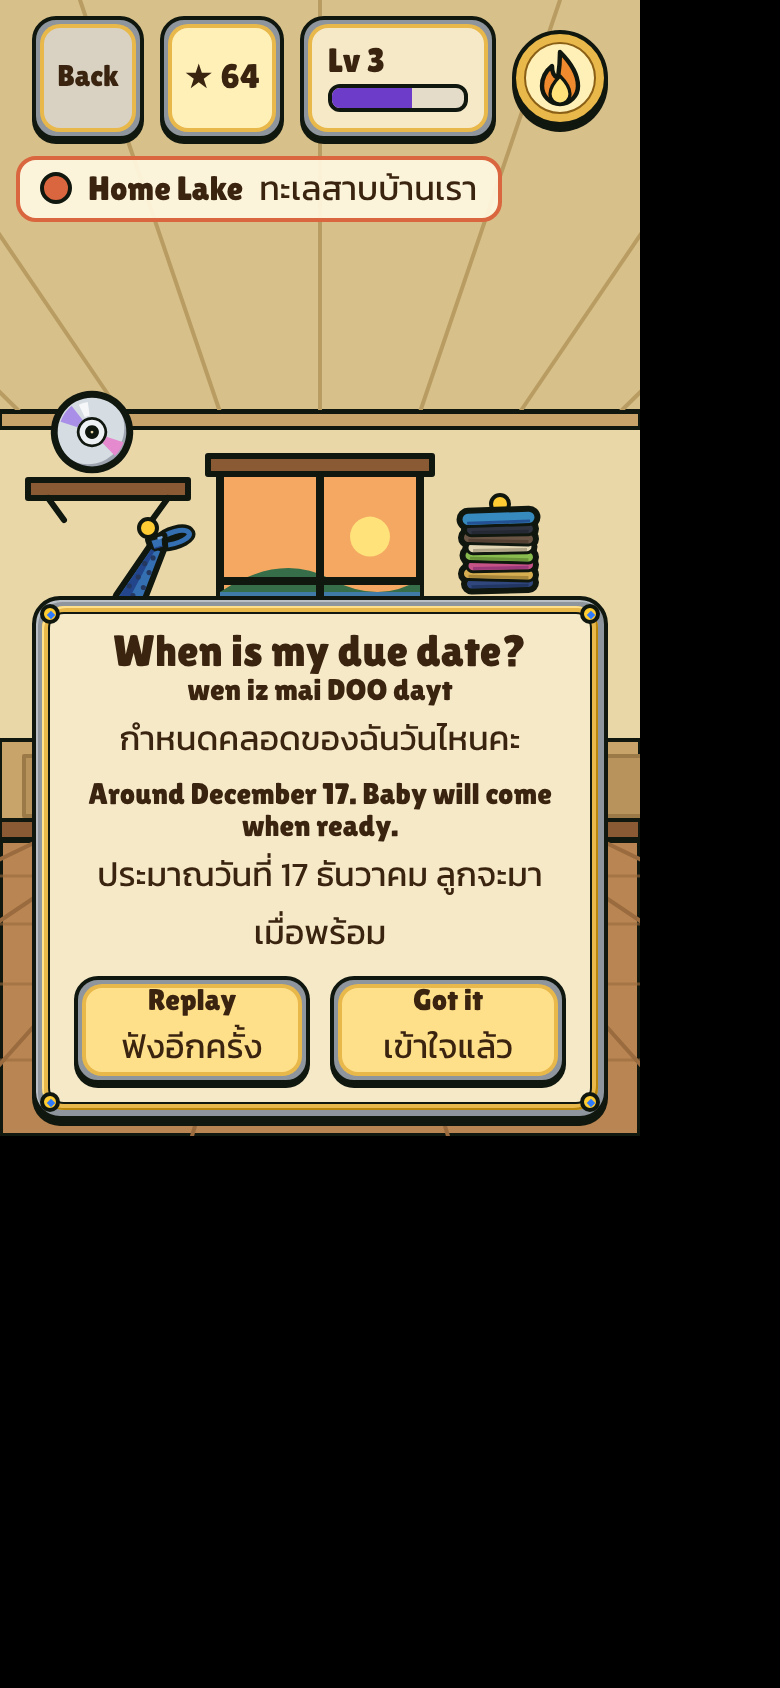 Back
★ 64
Lv 3
Home Lake ทะเลสาบบ้านเรา
When is my due date?
wen iz mai DOO dayt
กำหนดคลอดของฉันวันไหนคะ
Around December 17. Baby will come
when ready.
ประมาณวันที่ 17 ธันวาคม ลูกจะมา
เมื่อพร้อม
Replay
ฟังอีกครั้ง
Got it
เข้าใจแล้ว